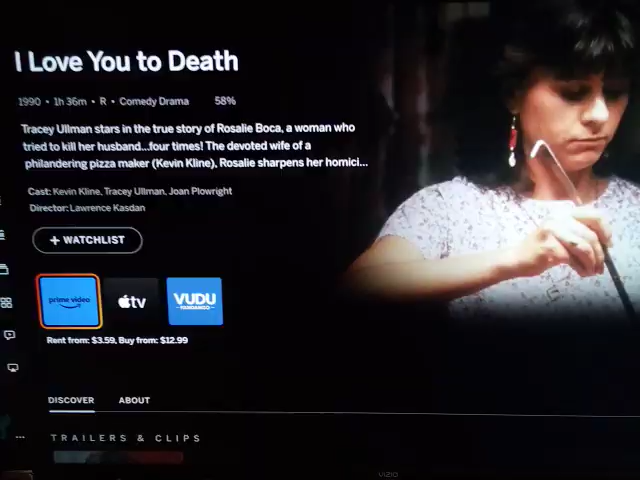 I Love You to Death
1990 • 1h 36m • R • Comedy Drama 58%
Tracey Ullman stars in the true story of Rosalie Boca, a woman who
tried to kill her husband...four times! The devoted wife of a
philandering pizza maker (Kevin Kline), Rosalie sharpens her homici...
Cast: Kevin Kline, Tracey Ullman, Joan Plowright
Director: Lawrence Kasdan
+ WATCHLIST
prime video
tv
VUDU
FANDANGO
Rent from: $3.59, Buy from: $12.99
DISCOVER ABOUT
TRAILERS & CLIPS
VIZIO